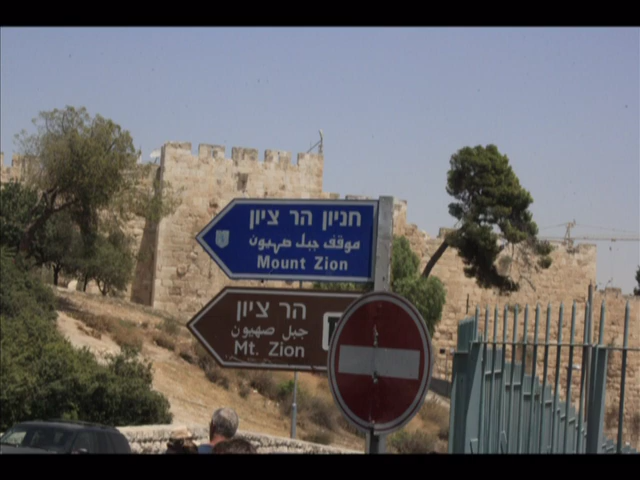 חניון הר ציון
موقف جبل صهيون
Mount Zion
הר ציון
جبل صهيون
Mt. Zion